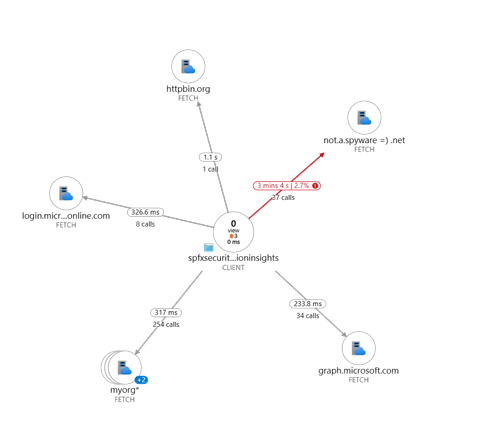 httpbin.org
FETCH
not.a.spyware =) .net
FETCH
1.1 s
1 call
3 mins 4 s | 2.7%
37 calls
login.micr...online.com
FETCH
326.6 ms
8 calls
0
view
3
0 ms
spfxsecurit...ioninsights
CLIENT
317 ms
254 calls
233.8 ms
34 calls
+2
myorg*
FETCH
graph.microsoft.com
FETCH